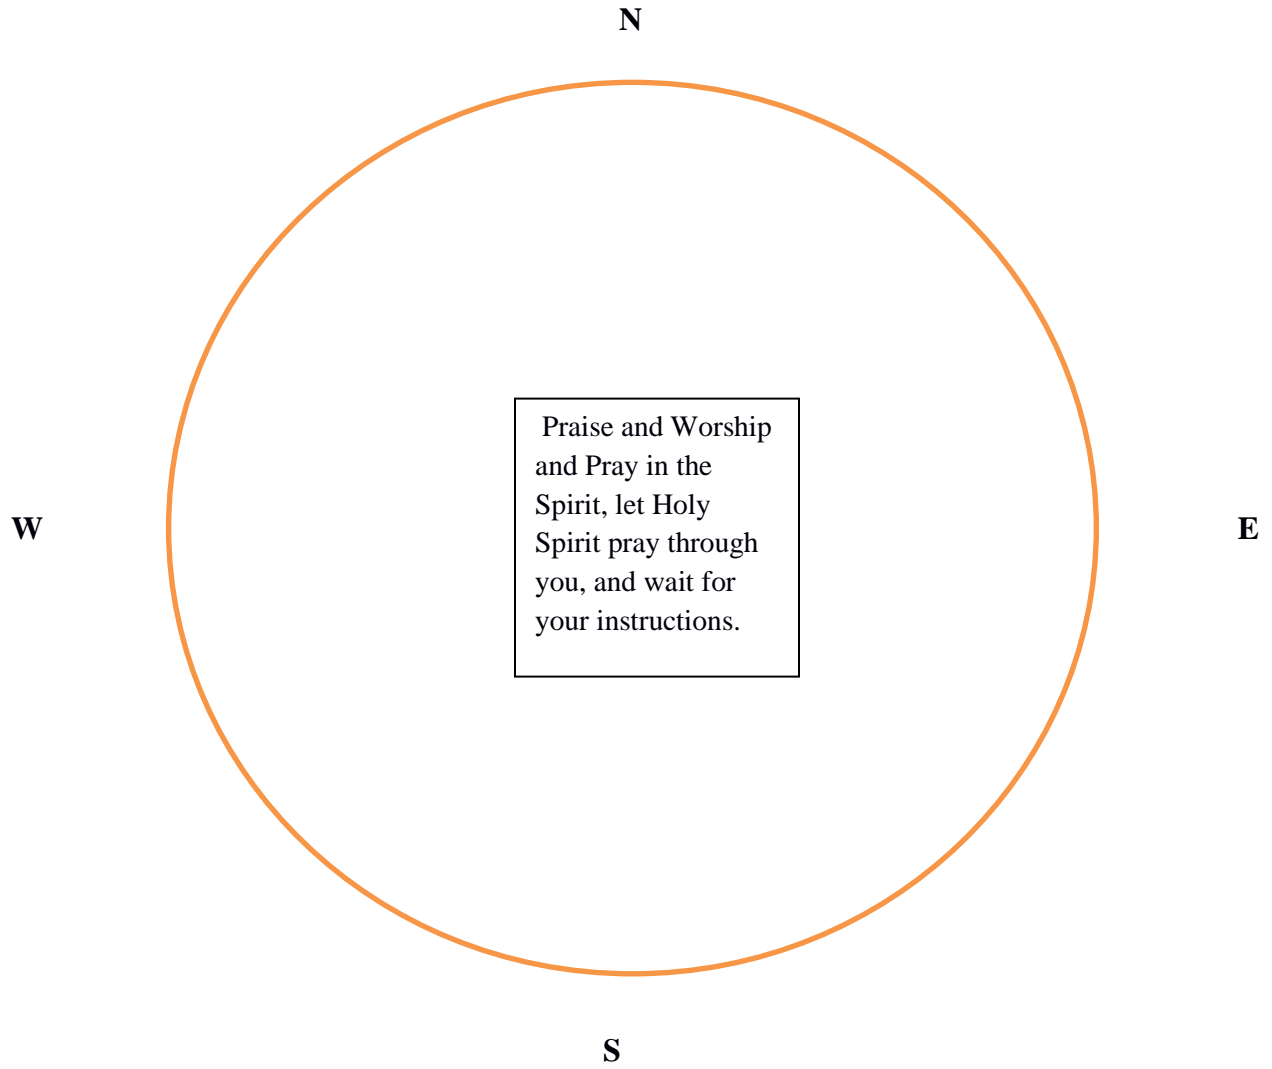 N
Praise and Worship
and Pray in the
Spirit, let Holy
Spirit pray through
you, and wait for
your instructions.
W
E
S